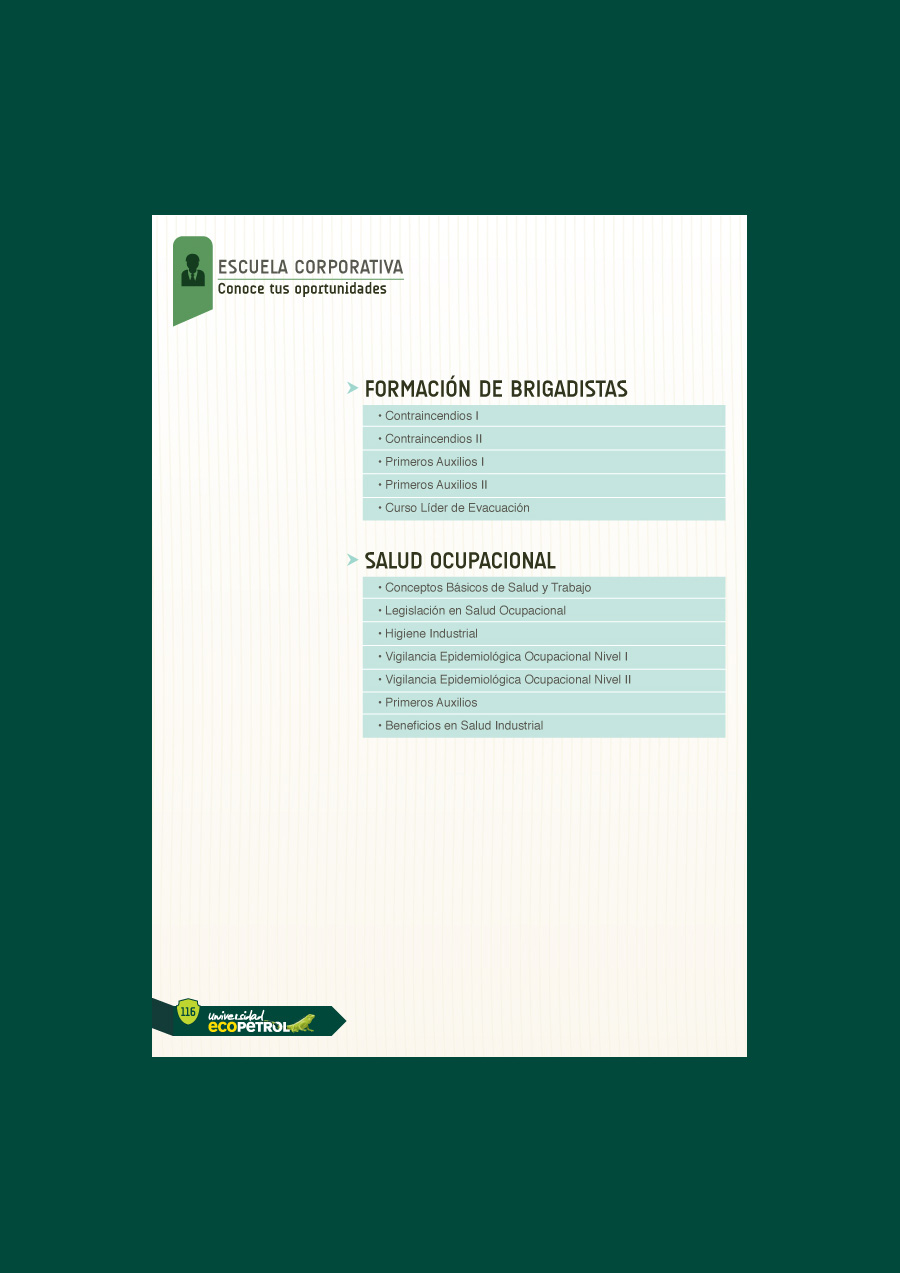 ESCUELA CORPORATIVA
Conoce tus oportunidades
FORMACIÓN DE BRIGADISTAS
• Contraincendios I
• Contraincendios II
• Primeros Auxilios I
• Primeros Auxilios II
• Curso Líder de Evacuación
SALUD OCUPACIONAL
• Conceptos Básicos de Salud y Trabajo
• Legislación en Salud Ocupacional
• Higiene Industrial
• Vigilancia Epidemiológica Ocupacional Nivel I
• Vigilancia Epidemiológica Ocupacional Nivel II
• Primeros Auxilios
• Beneficios en Salud Industrial
116
universidad
ecoPETROL